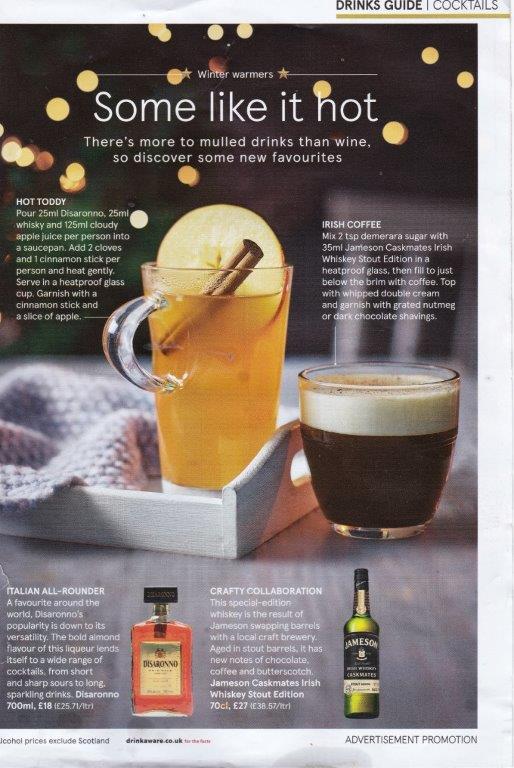 DRINKS GUIDE | COCKTAILS
Winter warmers
Some like it hot
There's more to mulled drinks than wine,
so discover some new favourites
HOT TODDY
Pour 25ml Disaronno, 25ml
whisky and 125ml cloudy
apple juice per person into
a saucepan. Add 2 cloves
and 1 cinnamon stick per
person and heat gently.
Serve in a heatproof glass
cup. Garnish with a
cinnamon stick and
a slice of apple.
IRISH COFFEE
Mix 2 tsp demerara sugar with
35ml Jameson Caskmates Irish
Whiskey Stout Edition in a
heatproof glass, then fill to just
below the brim with coffee. Top
with whipped double cream
and garnish with grated nutmeg
or dark chocolate shavings.
ITALIAN ALL-ROUNDER
A favourite around the
world, Disaronno's
popularity is down to its
versatility. The bold almond
flavour of this liqueur lends
itself to a wide range of
cocktails, from short
and sharp sours to long,
sparkling drinks. Disaronno
700ml, £18 (£25.71/ltr)
DISARONNO
DISARONNO
CRAFTY COLLABORATION
This special-edition
whiskey is the result of
Jameson swapping barrels
with a local craft brewery.
Aged in stout barrels, it has
new notes of chocolate,
coffee and butterscotch.
Jameson Caskmates Irish
Whiskey Stout Edition
70cl, £27 (£38.57/ltr)
JAMESON
IRISH WHISKEY
CASKMATES
lcohol prices exclude Scotland
drinkaware.co.uk for the facts
ADVERTISEMENT PROMOTION